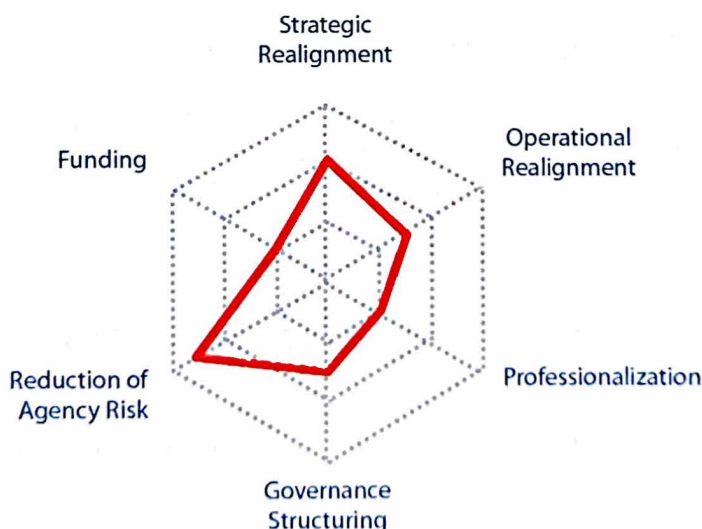 Strategic
Realignment
Operational
Realignment
Funding
Professionalization
Reduction of
Agency Risk
Governance
Structuring